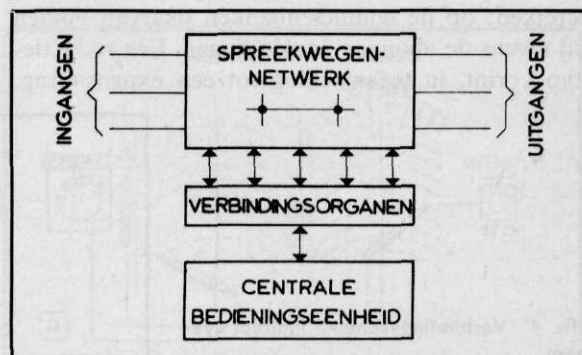 SPREEKWEGEN-
NETWERK
INGANGEN
UITGANGEN
VERBINDINGSORGANEN
CENTRALE
BEDIENINGSEENHEID